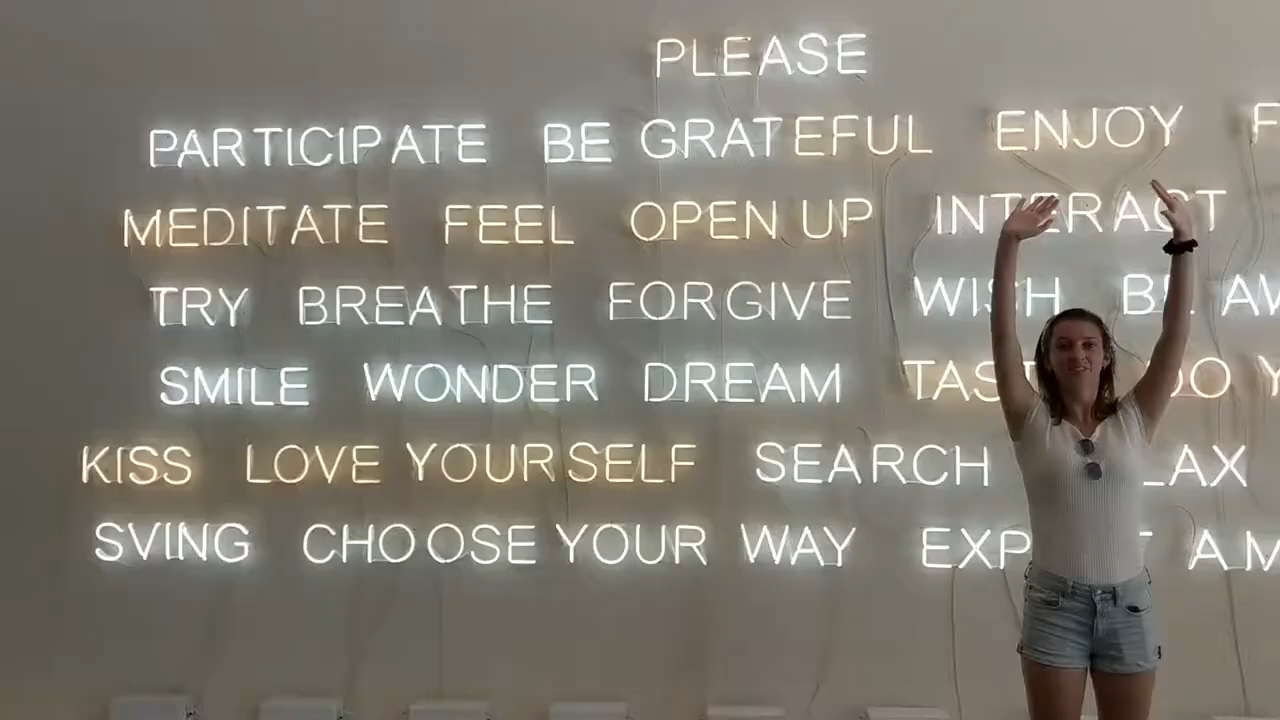 PLEASE
PARTICIPATE BE GRATEFUL ENJOY
MEDITATE FEEL OPEN UP INTERACT
TRY BREATHE FORGIVE WISH BE
SMILE WONDER DREAM
KISS LOVE YOURSELF SEARCH
SVING CHOOSE YOUR WAY